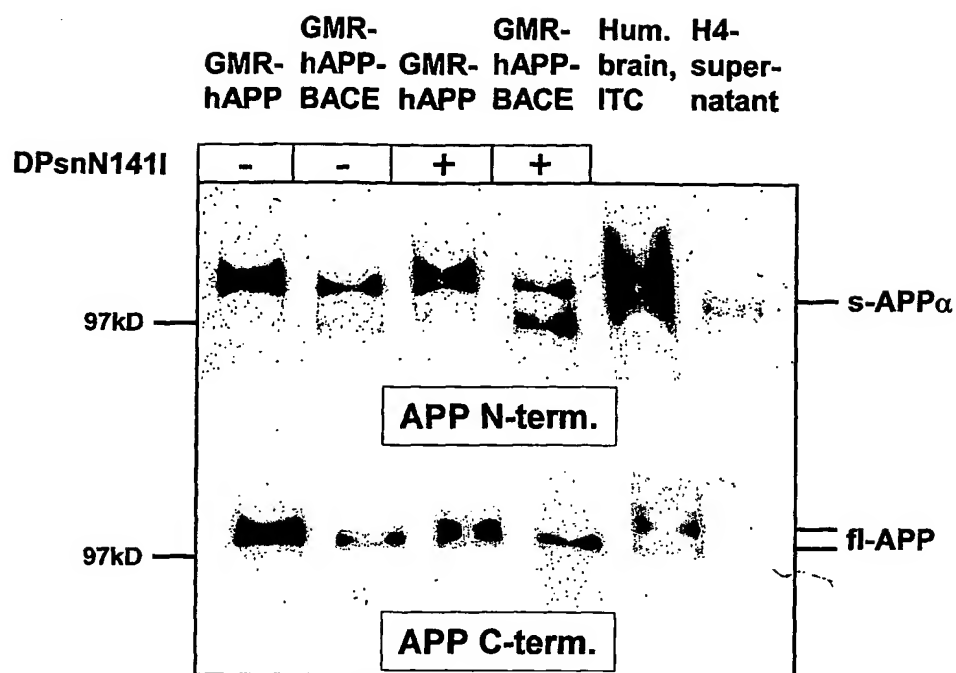 GMR-
hAPP
GMR-
hAPP-
BACE
GMR-
hAPP
GMR-
hAPP-
BACE
Hum.
brain,
ITC
H4-
super-
natant
DPsnN141I - - + +
97kD
s-APPα
APP N-term.
97kD
fl-APP
APP C-term.